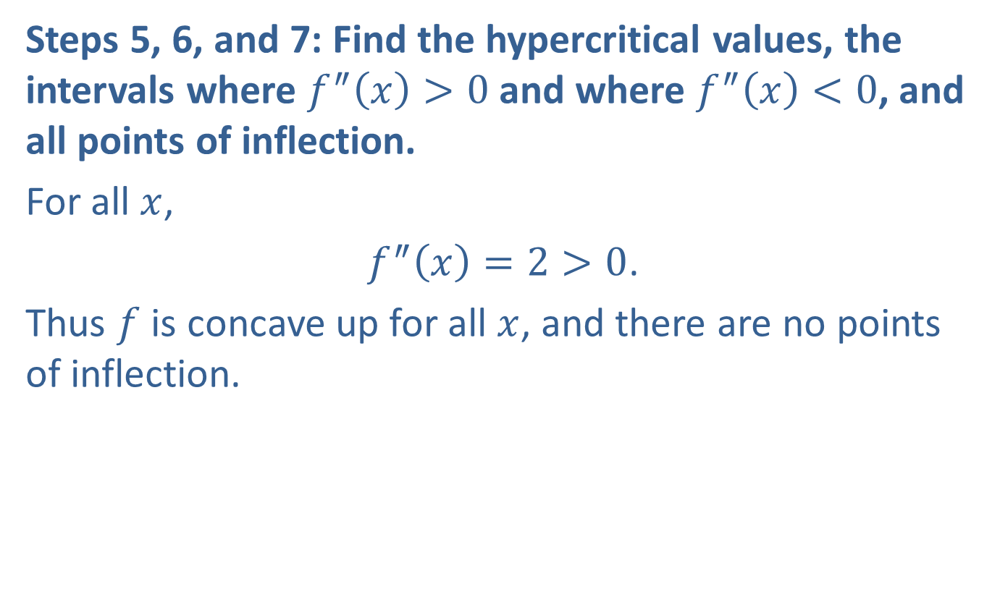 Steps 5, 6, and 7: Find the hypercritical values, the
intervals where 𝑓″(𝑥) > 0 and where 𝑓″(𝑥) < 0, and
all points of inflection.
For all 𝑥,
𝑓″(𝑥) = 2 > 0.
Thus 𝑓 is concave up for all 𝑥, and there are no points
of inflection.